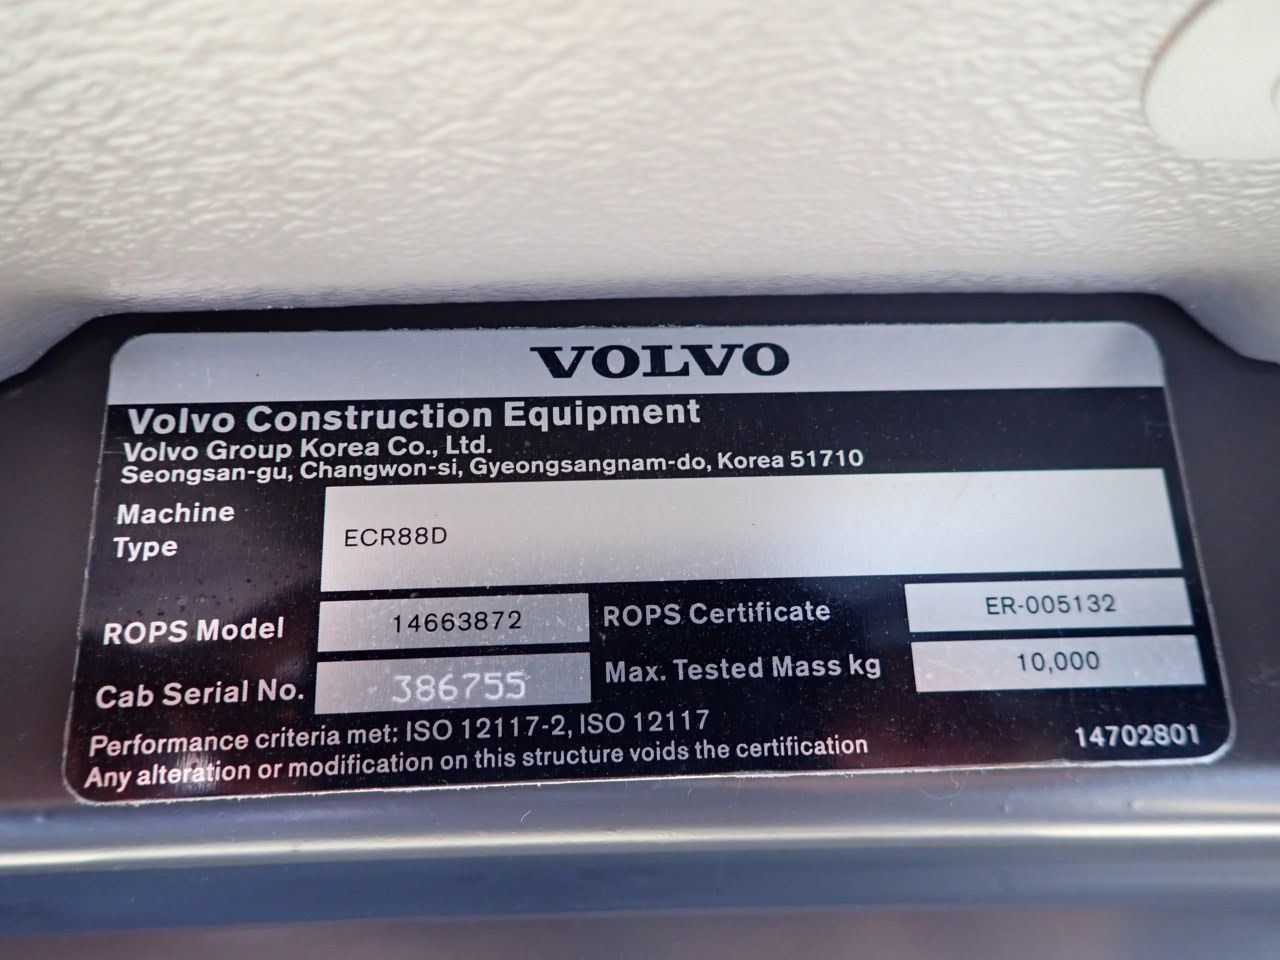 VOLVO
Volvo Construction Equipment
Volvo Group Korea Co., Ltd.
Seongsan-gu, Changwon-si, Gyeongsangnam-do, Korea 51710
Machine
Type
ECR88D
ROPS Model 14663872 ROPS Certificate ER-005132
Cab Serial No. 386755 Max. Tested Mass kg 10,000
Performance criteria met: ISO 12117-2, ISO 12117
Any alteration or modification on this structure voids the certification
14702801